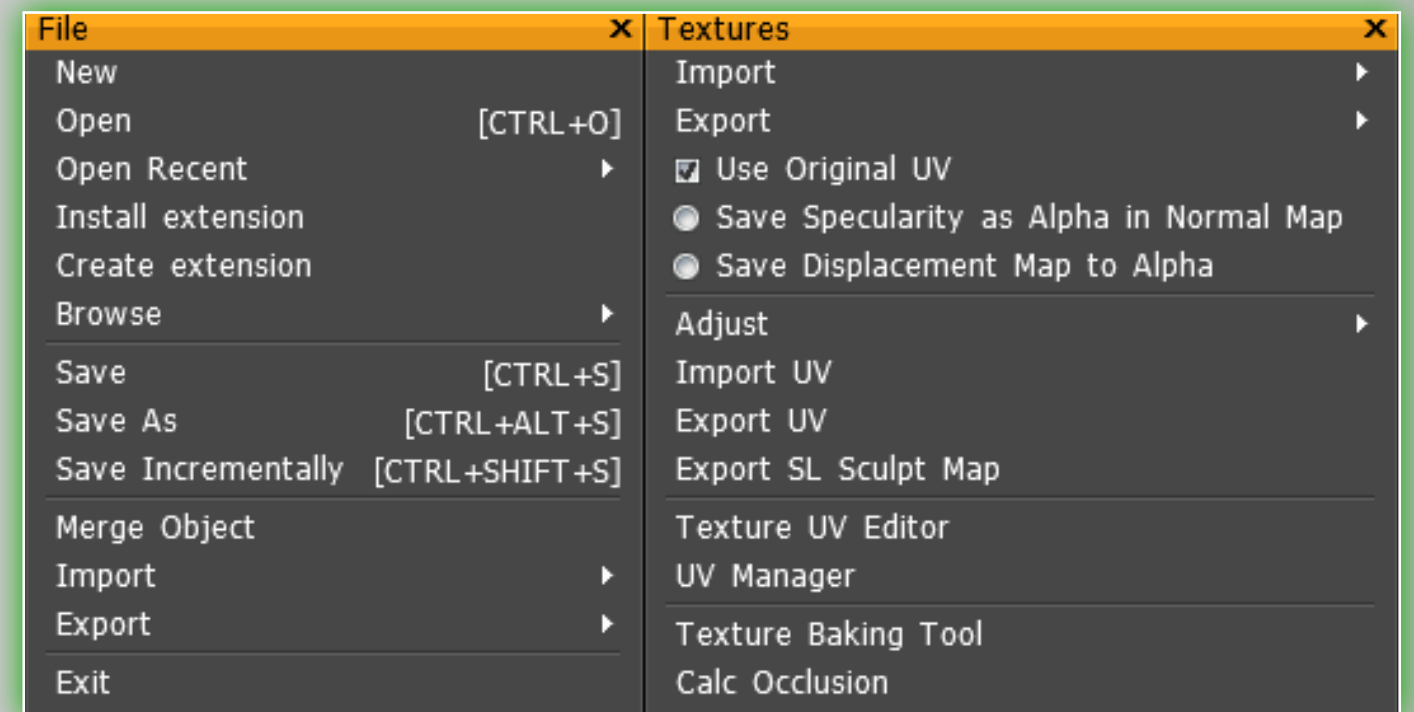 File x
New
Open [CTRL+O]
Open Recent
Install extension
Create extension
Browse
Save [CTRL+S]
Save As [CTRL+ALT+S]
Save Incrementally [CTRL+SHIFT+S]
Merge Object
Import
Export
Exit
Textures x
Import
Export
Use Original UV
Save Specularity as Alpha in Normal Map
Save Displacement Map to Alpha
Adjust
Import UV
Export UV
Export SL Sculpt Map
Texture UV Editor
UV Manager
Texture Baking Tool
Calc Occlusion